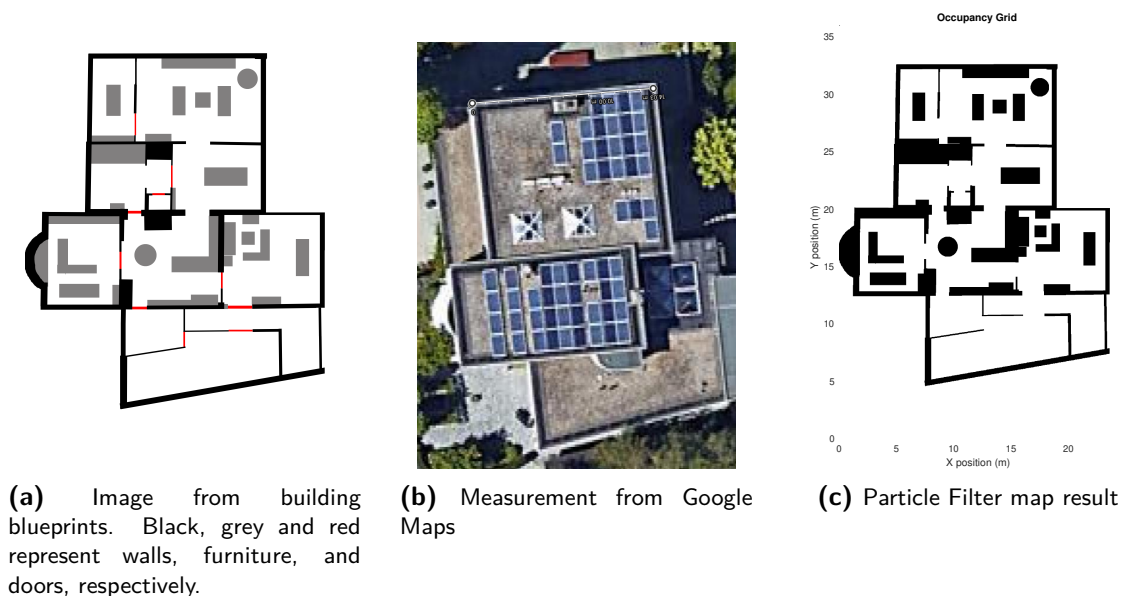 Occupancy Grid
35
30
25
20
15
10
5
0
Y position (m)
0 5 10 15 20
X position (m)
(a) Image from building
blueprints. Black, grey and red
represent walls, furniture, and
doors, respectively.
(b) Measurement from Google
Maps
(c) Particle Filter map result